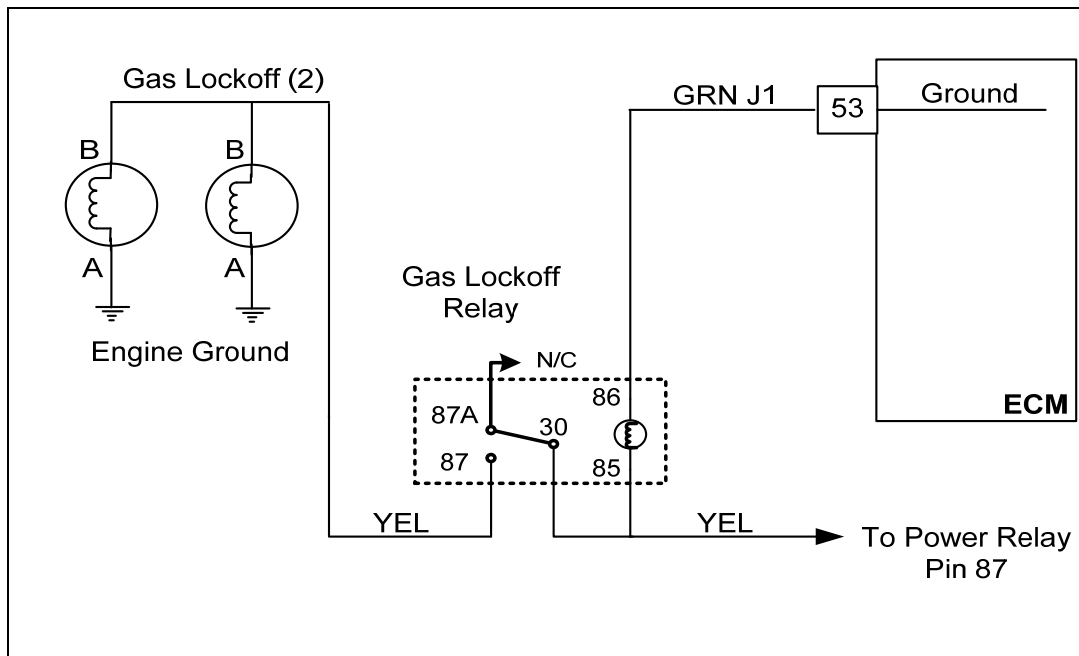 Gas Lockoff (2)
GRN J1
53
Ground
B
B
A
A
Engine Ground
Gas Lockoff
Relay
N/C
86
87A
30
87
85
ECM
YEL
YEL
To Power Relay
Pin 87